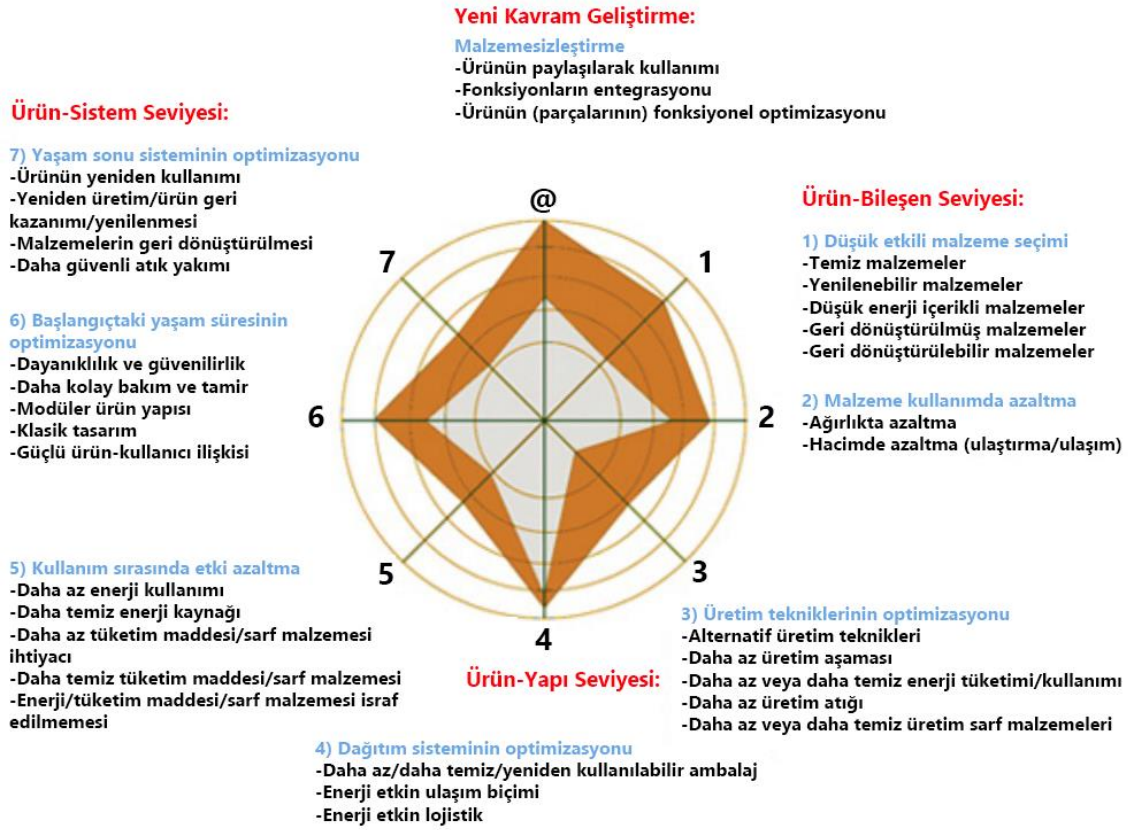 Yeni Kavram Geliştirme:
Malzemesizleştirme
-Ürünün paylaşılarak kullanımı
-Fonksiyonların entegrasyonu
-Ürünün (parçalarının) fonksiyonel optimizasyonu
Ürün-Sistem Seviyesi:
7) Yaşam sonu sisteminin optimizasyonu
-Ürünün yeniden kullanımı
-Yeniden üretim/ürün geri
kazanımı/yenilenmesi
-Malzemelerin geri dönüştürülmesi
-Daha güvenli atık yakımı
6) Başlangıçtaki yaşam süresinin
optimizasyonu
-Dayanıklılık ve güvenilirlik
-Daha kolay bakım ve tamir
-Modüler ürün yapısı
-Klasik tasarım
-Güçlü ürün-kullanıcı ilişkisi
5) Kullanım sırasında etki azaltma
-Daha az enerji kullanımı
-Daha temiz enerji kaynağı
-Daha az tüketim maddesi/sarf malzemesi
ihtiyacı
-Daha temiz tüketim maddesi/sarf malzemesi
-Enerji/tüketim maddesi/sarf malzemesi israf
edilmemesi
@
1
2
3
4
5
6
7
Ürün-Bileşen Seviyesi:
1) Düşük etkili malzeme seçimi
-Temiz malzemeler
-Yenilenebilir malzemeler
-Düşük enerji içerikli malzemeler
-Geri dönüştürülmüş malzemeler
-Geri dönüştürülebilir malzemeler
2) Malzeme kullanımda azaltma
-Ağırlıkta azaltma
-Hacimde azaltma (ulaştırma/ulaşım)
Ürün-Yapı Seviyesi:
3) Üretim tekniklerinin optimizasyonu
-Alternatif üretim teknikleri
-Daha az üretim aşaması
-Daha az veya daha temiz enerji tüketimi/kullanımı
-Daha az üretim atığı
-Daha az veya daha temiz üretim sarf malzemeleri
4) Dağıtım sisteminin optimizasyonu
-Daha az/daha temiz/yeniden kullanılabilir ambalaj
-Enerji etkin ulaşım biçimi
-Enerji etkin lojistik